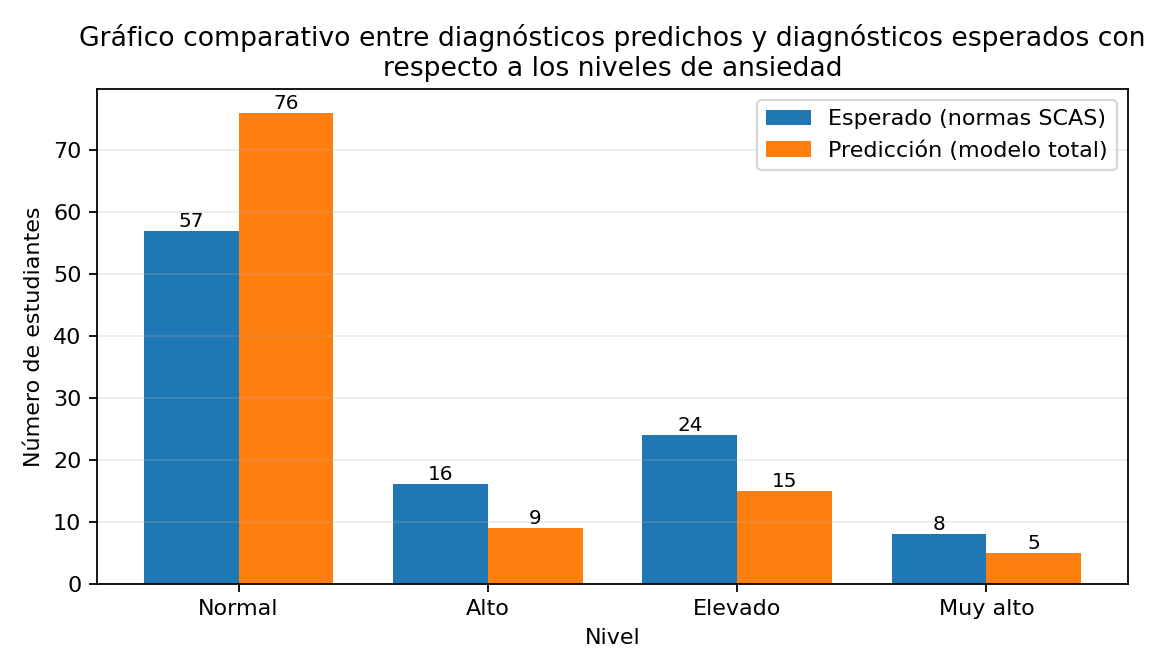 Gráfico comparativo entre diagnósticos predichos y diagnósticos esperados con
respecto a los niveles de ansiedad
Esperado (normas SCAS)
Predicción (modelo total)
Número de estudiantes
70
60
50
40
30
20
10
0
57
76
16
9
24
15
8
5
Normal
Alto
Elevado
Muy alto
Nivel